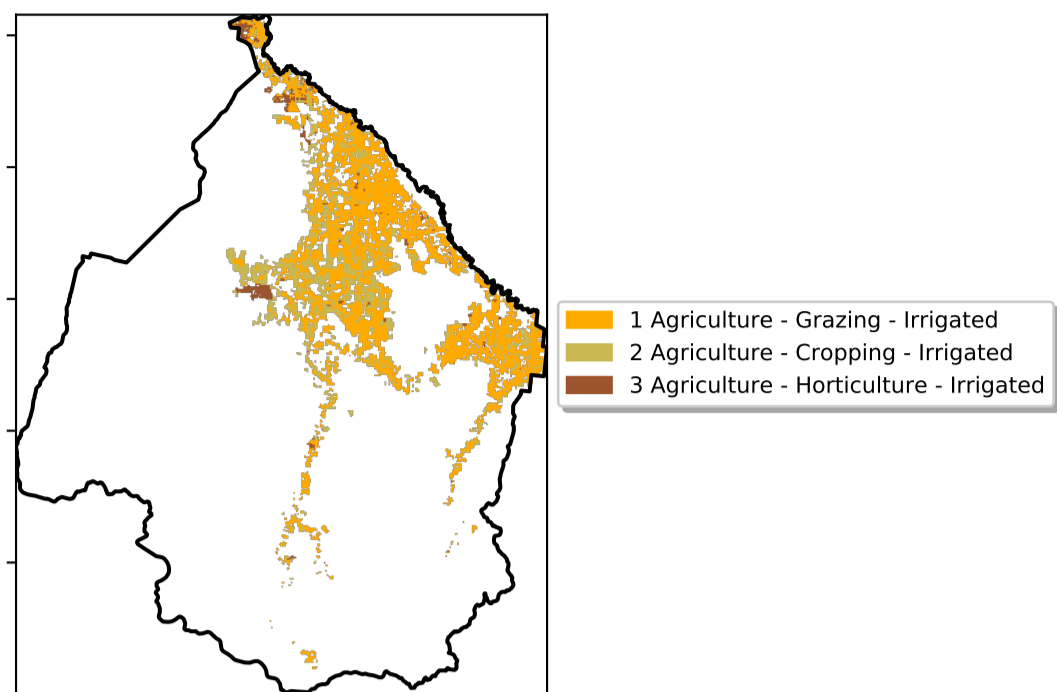 1 Agriculture - Grazing - Irrigated
2 Agriculture - Cropping - Irrigated
3 Agriculture - Horticulture - Irrigated